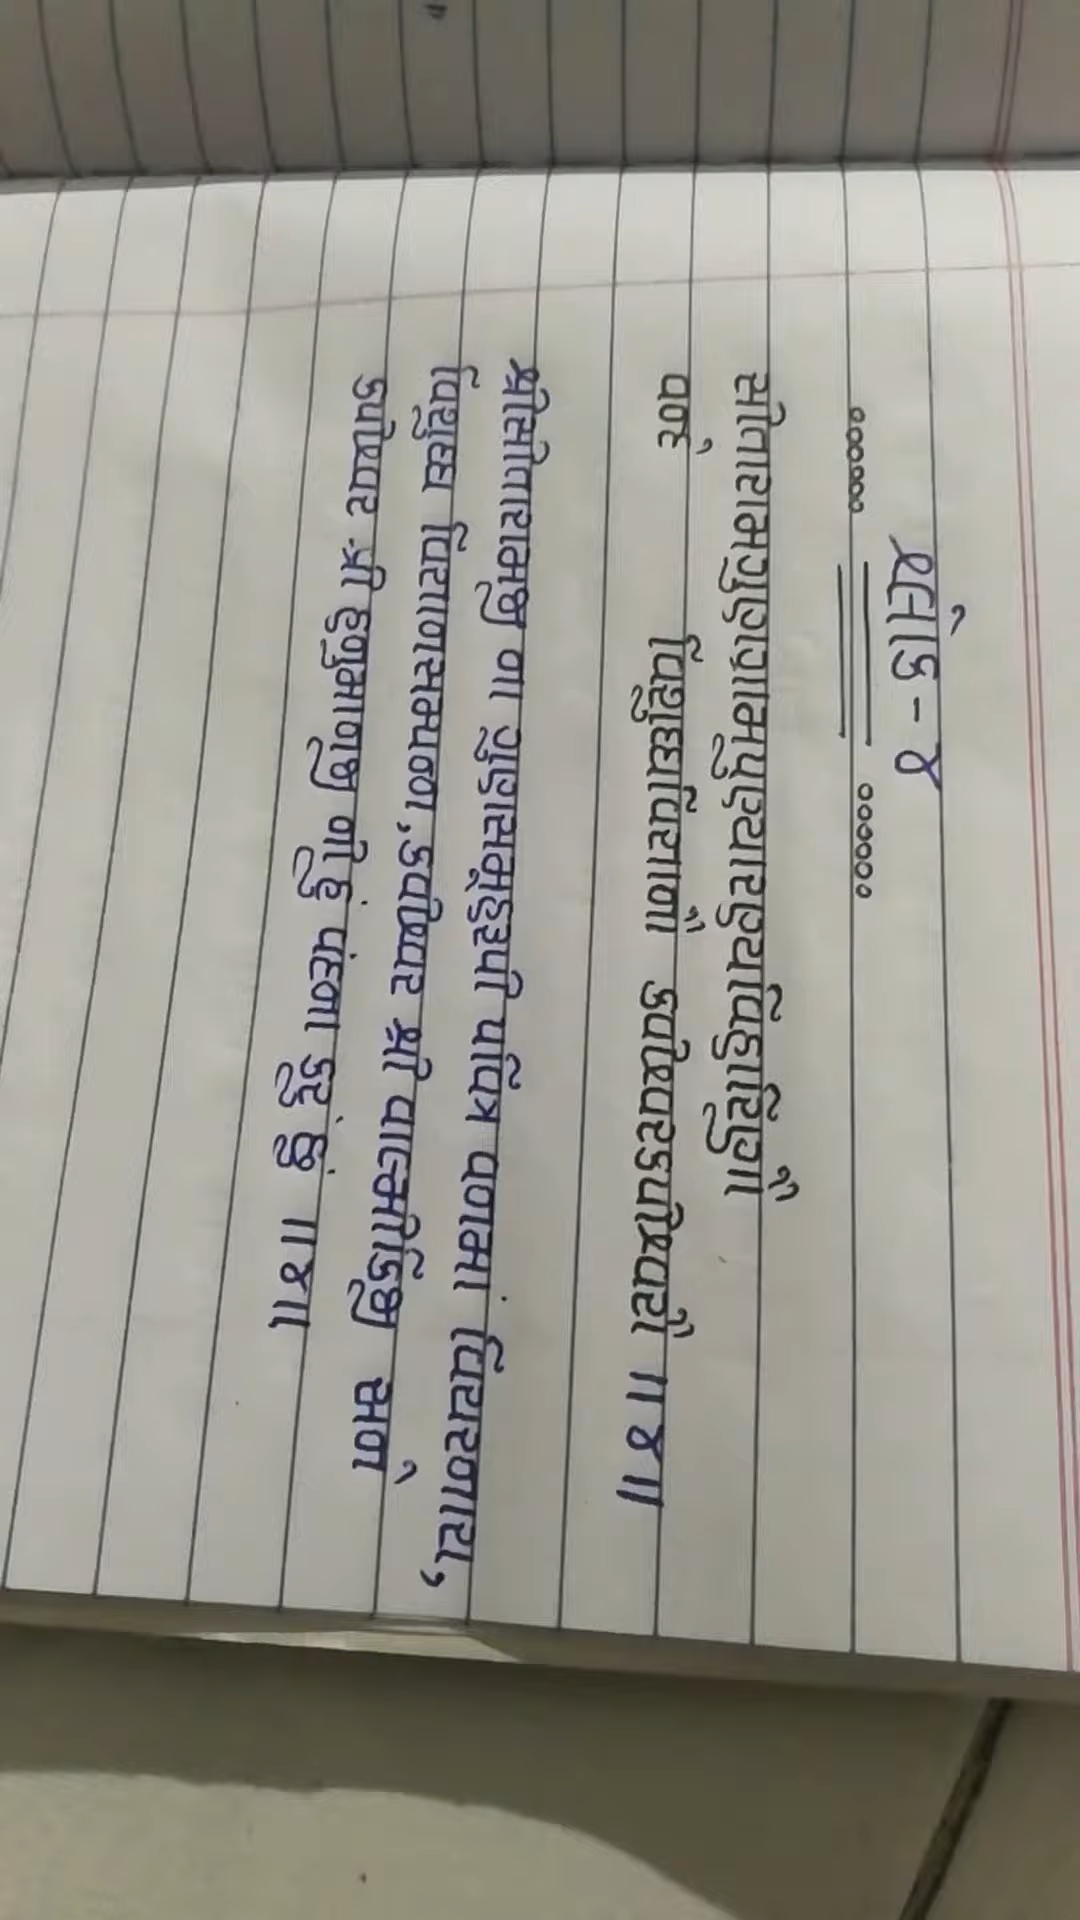 શ્લોક - ૪
સીતારામગુણગ્રામપુણ્યારણ્યવિહારિણૌ
વન્દે વિશુદ્ધવિજ્ઞાનૌ કવીશ્વરકપીશ્વરૌ ॥૪॥
શ્રીસીતારામજી ના ગુણસમૂહરૂપી પવિત્ર વનમાં વિચરનારા,
વિશુદ્ધ વિજ્ઞાનસમ્પન્ન, કવીશ્વર શ્રી વાલ્મીકિજી અને
કપીશ્વર શ્રી હનુમાનજી ની હું વંદના કરું છું ॥૪॥